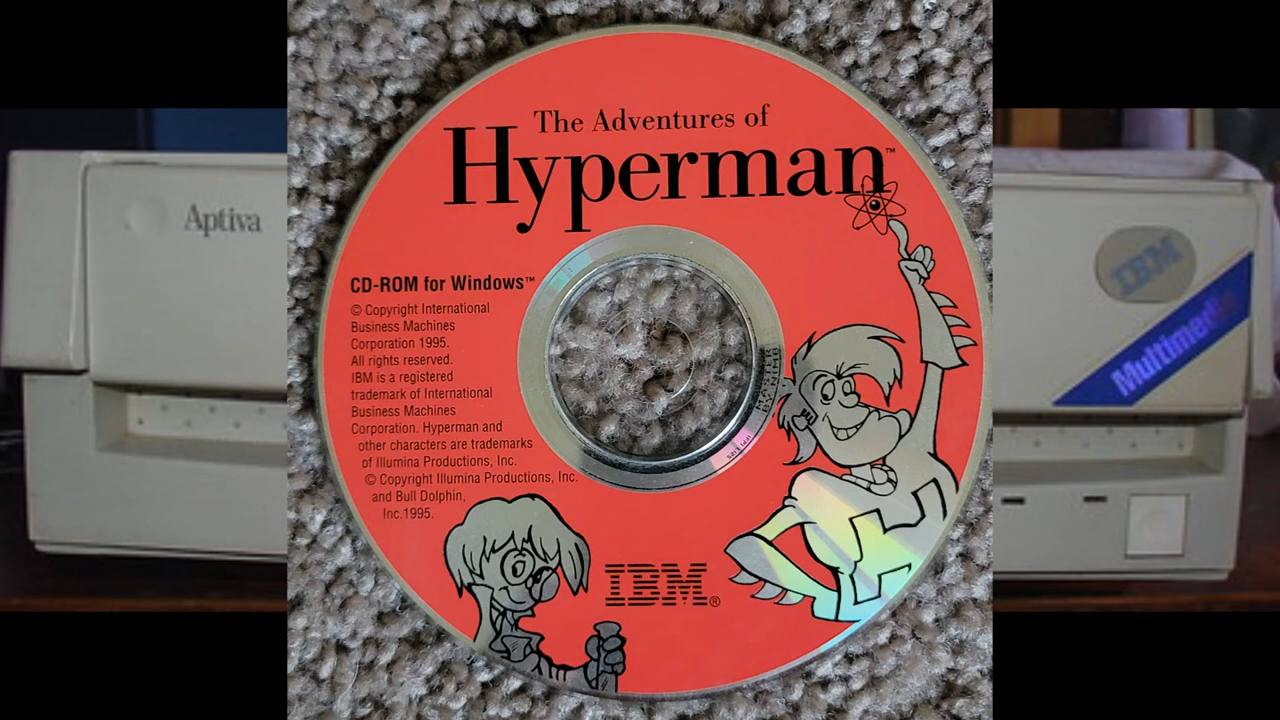 The Adventures of
Hyperman™
CD-ROM for Windows™
© Copyright International
Business Machines
Corporation 1995.
All rights reserved.
IBM is a registered
trademark of International
Business Machines
Corporation. Hyperman and
other characters are trademarks
of Illumina Productions, Inc.
© Copyright Illumina Productions, Inc.
and Bull Dolphin,
Inc.1995.
IBM®
Aptiva
IBM
Multimedia